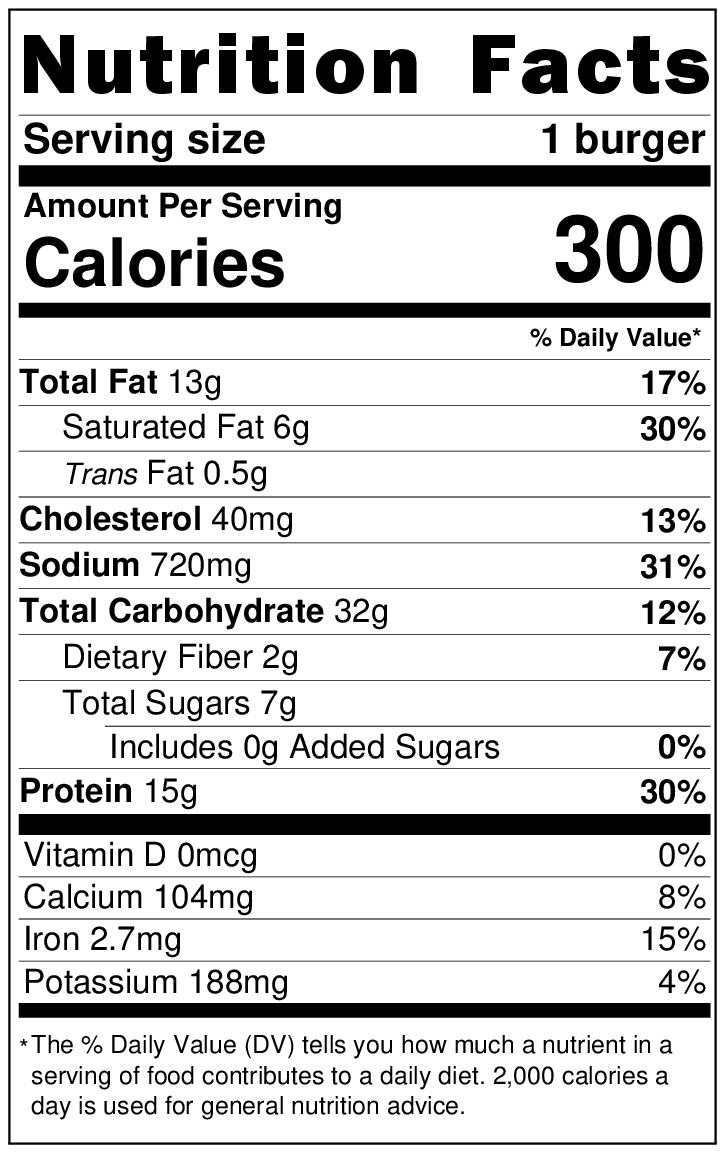 Nutrition Facts
Serving size 1 burger
Amount Per Serving
Calories 300
% Daily Value*
Total Fat 13g 17%
Saturated Fat 6g 30%
Trans Fat 0.5g
Cholesterol 40mg 13%
Sodium 720mg 31%
Total Carbohydrate 32g 12%
Dietary Fiber 2g 7%
Total Sugars 7g
Includes 0g Added Sugars 0%
Protein 15g 30%
Vitamin D 0mcg 0%
Calcium 104mg 8%
Iron 2.7mg 15%
Potassium 188mg 4%
*The % Daily Value (DV) tells you how much a nutrient in a
serving of food contributes to a daily diet. 2,000 calories a
day is used for general nutrition advice.